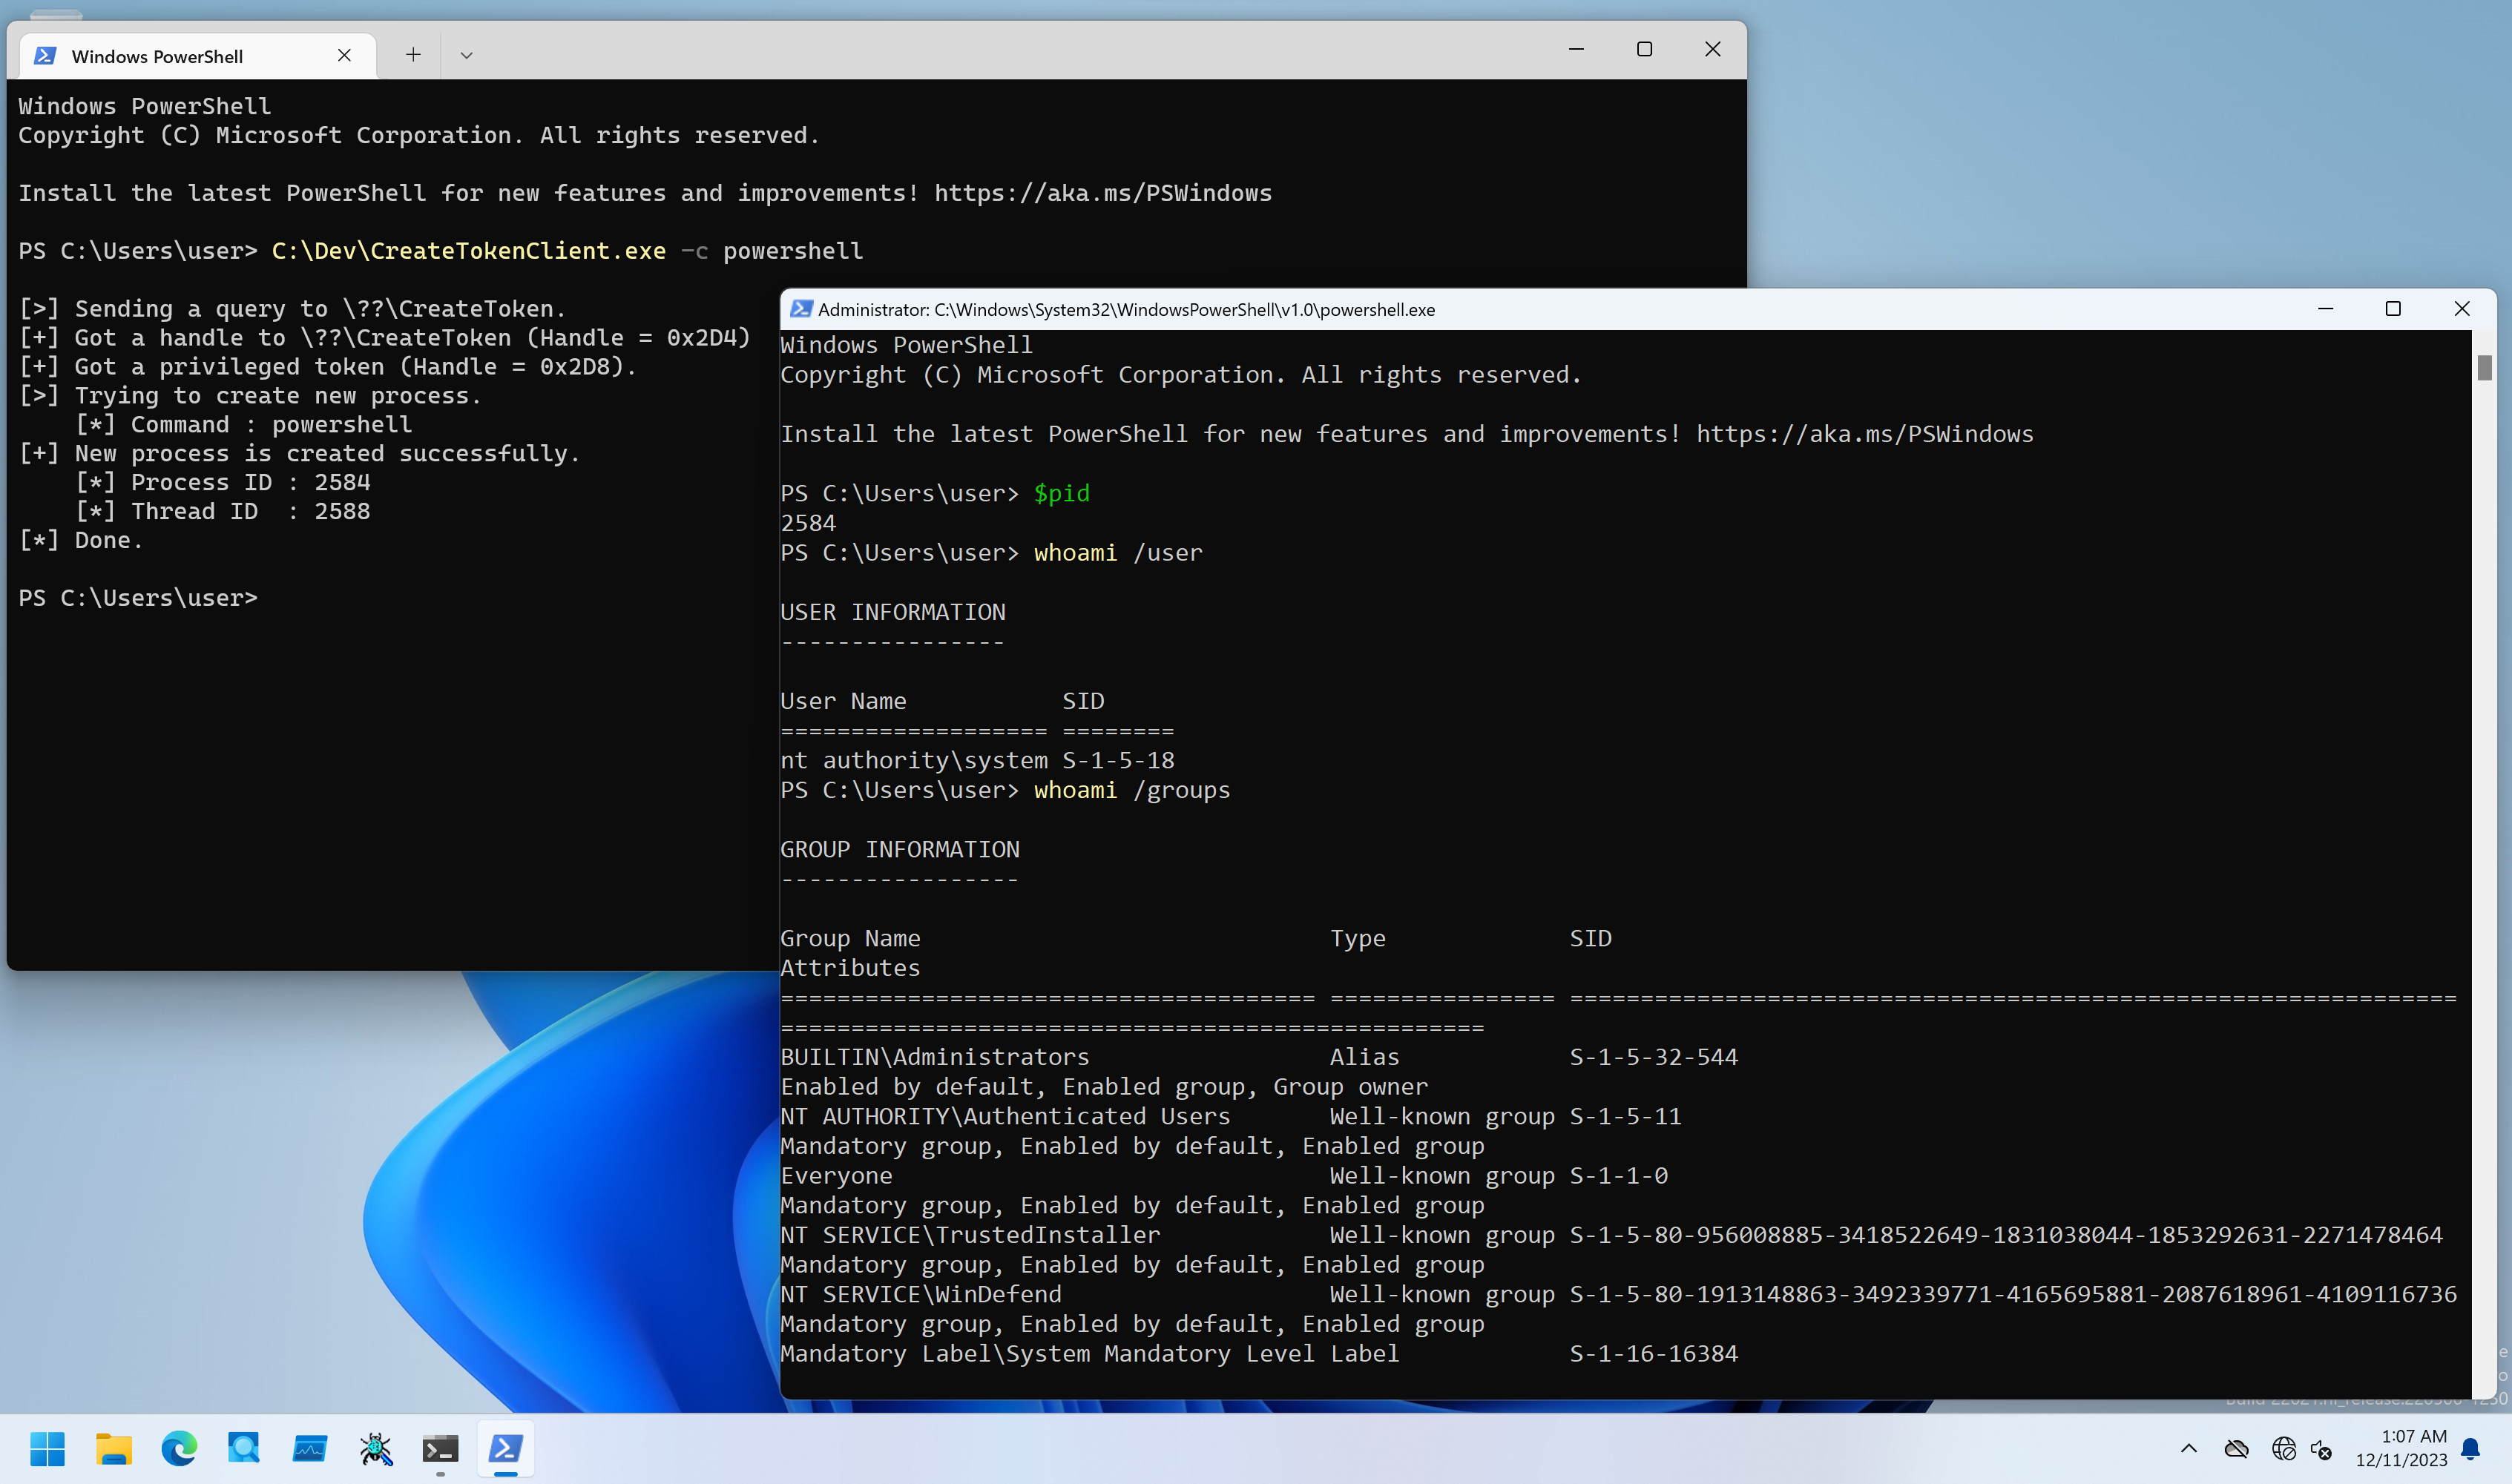 Windows PowerShell
Windows PowerShell
Copyright (C) Microsoft Corporation. All rights reserved.
Install the latest PowerShell for new features and improvements! https://aka.ms/PSWindows
PS C:\Users\user> C:\Dev\CreateTokenClient.exe -c powershell
[>] Sending a query to \??\CreateToken.
[+] Got a handle to \??\CreateToken (Handle = 0x2D4)
[+] Got a privileged token (Handle = 0x2D8).
[>] Trying to create new process.
[*] Command : powershell
[+] New process is created successfully.
[*] Process ID : 2584
[*] Thread ID  : 2588
[*] Done.
PS C:\Users\user>
Administrator: C:\Windows\System32\WindowsPowerShell\v1.0\powershell.exe
Windows PowerShell
Copyright (C) Microsoft Corporation. All rights reserved.
Install the latest PowerShell for new features and improvements! https://aka.ms/PSWindows
PS C:\Users\user> $pid
2584
PS C:\Users\user> whoami /user
USER INFORMATION
----------------
User Name           SID
=================== ========
nt authority\system S-1-5-18
PS C:\Users\user> whoami /groups
GROUP INFORMATION
-----------------
Group Name                             Type             SID
Attributes
====================================== ================ ===============================================================
==================================================
BUILTIN\Administrators                 Alias            S-1-5-32-544
Enabled by default, Enabled group, Group owner
NT AUTHORITY\Authenticated Users       Well-known group S-1-5-11
Mandatory group, Enabled by default, Enabled group
Everyone                               Well-known group S-1-1-0
Mandatory group, Enabled by default, Enabled group
NT SERVICE\TrustedInstaller            Well-known group S-1-5-80-956008885-3418522649-1831038044-1853292631-2271478464
Mandatory group, Enabled by default, Enabled group
NT SERVICE\WinDefend                   Well-known group S-1-5-80-1913148863-3492339771-4165695881-2087618961-4109116736
Mandatory group, Enabled by default, Enabled group
Mandatory Label\System Mandatory Level Label            S-1-16-16384
1:07 AM
12/11/2023